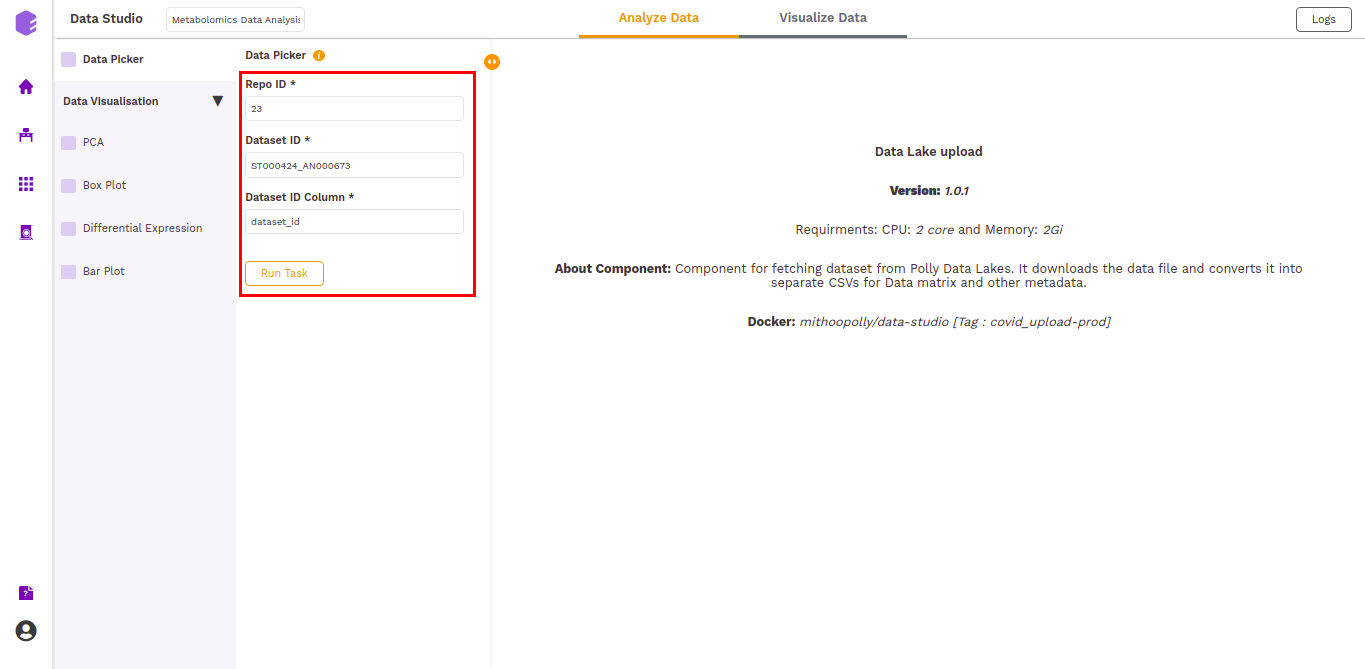 Data Studio
Metabolomics Data Analysis
Analyze Data
Visualize Data
Logs
Data Picker
Data Visualisation
PCA
Box Plot
Differential Expression
Bar Plot
Data Picker
Repo ID *
23
Dataset ID *
ST000424_AN000673
Dataset ID Column *
dataset_id
Run Task
Data Lake upload
Version: 1.0.1
Requirments: CPU: 2 core and Memory: 2Gi
About Component: Component for fetching dataset from Polly Data Lakes. It downloads the data file and converts it into
separate CSVs for Data matrix and other metadata.
Docker: mithoopolly/data-studio [Tag : covid_upload-prod]